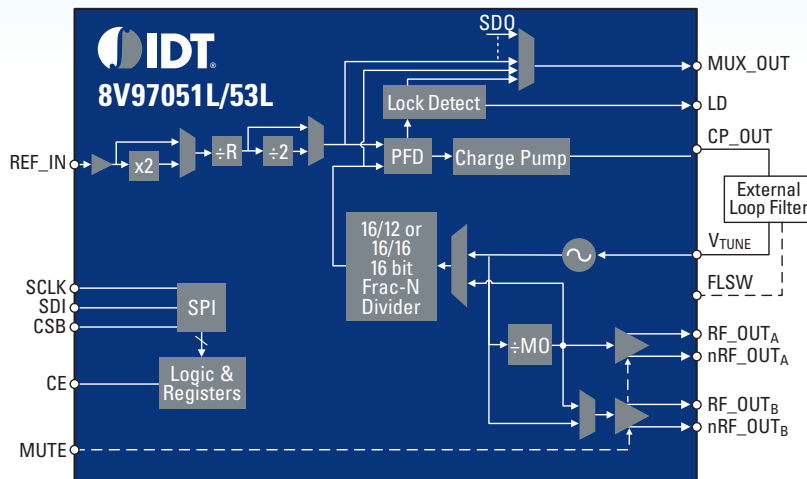 IDT®
8V97051L/53L
SDO
MUX_OUT
Lock Detect
LD
CP_OUT
REF_IN
x2
÷R
÷2
PFD
Charge Pump
External
Loop Filter
16/12 or
16/16
16 bit
Frac-N
Divider
VTUNE
FLSW
SCLK
SDI
CSB
SPI
÷MO
RF_OUTA
nRF_OUTA
CE
Logic &
Registers
RF_OUTB
nRF_OUTB
MUTE